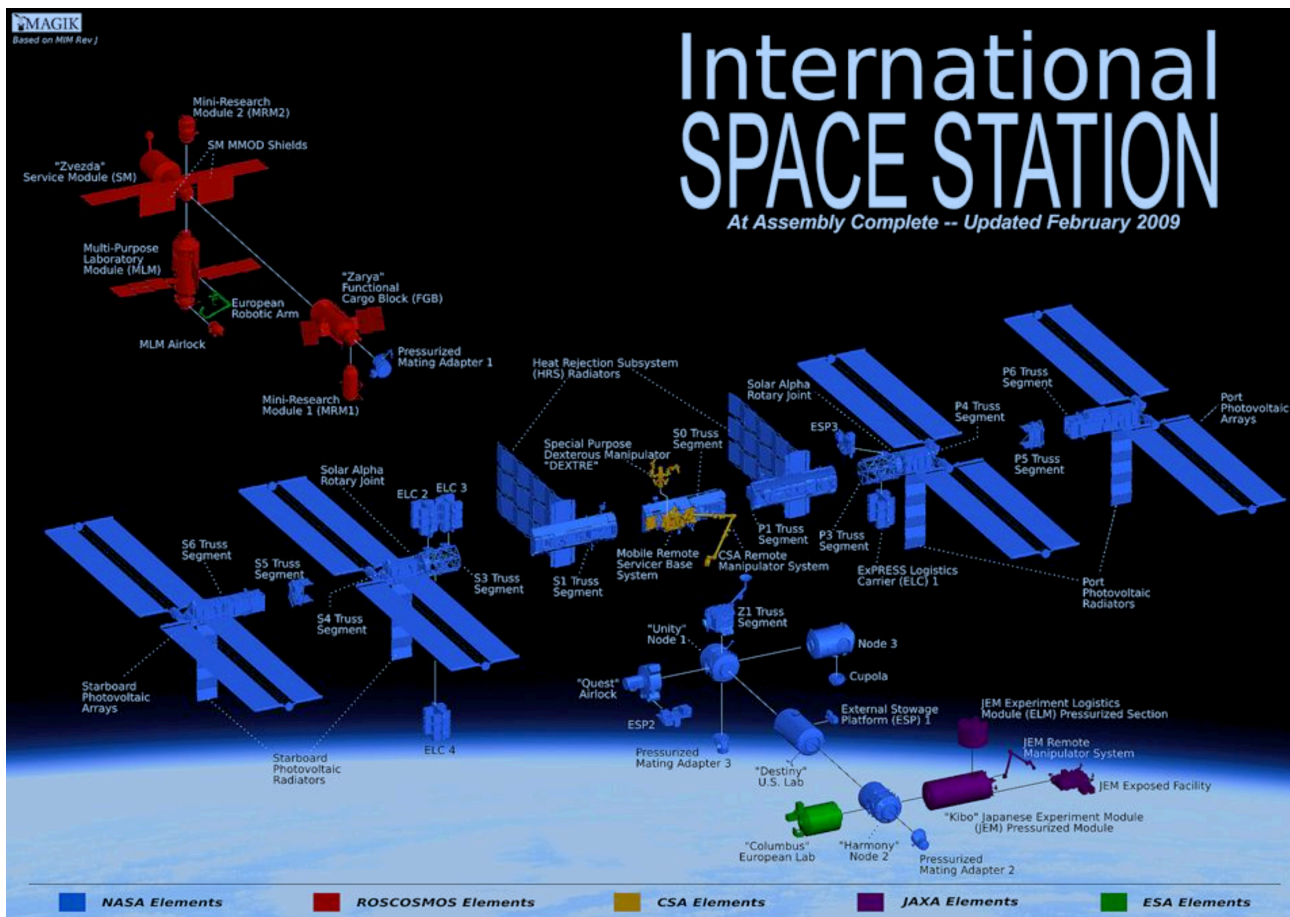 MAGIK
Based on MIM Rev J
International
SPACE STATION
At Assembly Complete -- Updated February 2009
Mini-Research
Module 2 (MRM2)
SM MMOD Shields
"Zvezda"
Service Module (SM)
Multi-Purpose
Laboratory
Module (MLM)
European
Robotic Arm
MLM Airlock
"Zarya"
Functional
Cargo Block (FGB)
Pressurized
Mating Adapter 1
Mini-Research
Module 1 (MRM1)
Heat Rejection Subsystem
(HRS) Radiators
Solar Alpha
Rotary Joint
P6 Truss
Segment
Port
Photovoltaic
Arrays
P4 Truss
Segment
ESP3
P5 Truss
Segment
S0 Truss
Segment
Special Purpose
Dexterous Manipulator
"DEXTRE"
Solar Alpha
Rotary Joint
ELC 2
ELC 3
P1 Truss
Segment
P3 Truss
Segment
S6 Truss
Segment
S5 Truss
Segment
S4 Truss
Segment
S3 Truss
Segment
S1 Truss
Segment
Mobile Remote
Servicer Base
System
CSA Remote
Manipulator System
ExPRESS Logistics
Carrier (ELC) 1
Port
Photovoltaic
Radiators
Z1 Truss
Segment
"Unity"
Node 1
Node 3
Cupola
"Quest"
Airlock
ESP2
Starboard
Photovoltaic
Arrays
ELC 4
Starboard
Photovoltaic
Radiators
External Stowage
Platform (ESP) 1
Pressurized
Mating Adapter 3
"Destiny"
U.S. Lab
JEM Experiment Logistics
Module (ELM) Pressurized Section
JEM Remote
Manipulator System
JEM Exposed Facility
"Kibo" Japanese Experiment Module
(JEM) Pressurized Module
"Columbus"
European Lab
"Harmony"
Node 2
Pressurized
Mating Adapter 2
NASA Elements
ROSCOSMOS Elements
CSA Elements
JAXA Elements
ESA Elements